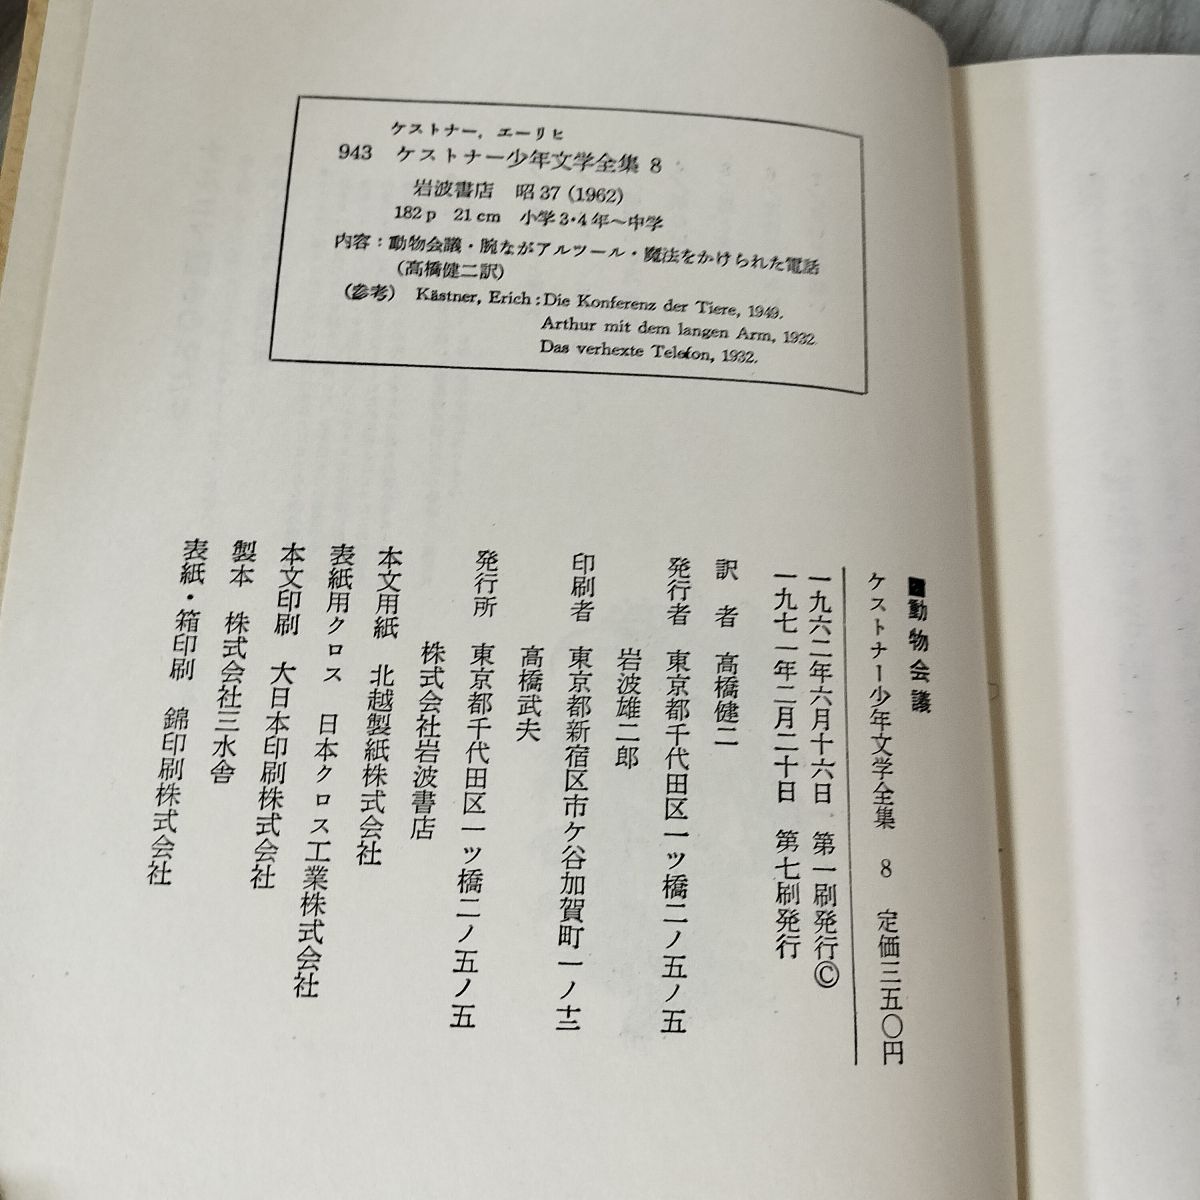 ケストナー，エーリヒ
943 ケストナー少年文学全集 8
岩波書店 昭37 (1962)
182p 21cm 小学3・4年〜中学
内容：動物会議・腕ながアルツール・魔法をかけられた電話
(高橋健二訳)
(参考) Kästner, Erich : Die Konferenz der Tiere, 1949.
Arthur mit dem langen Arm, 1932.
Das verhexte Telefon, 1932.
動物会議
ケストナー少年文学全集 8 定価三五〇円
一九六二年六月十六日 第一刷発行©
一九七一年二月二十日 第七刷発行
訳者 高橋健二
発行者 東京都千代田区一ツ橋二ノ五ノ五
岩波雄二郎
印刷者 東京都新宿区市ケ谷加賀町一ノ十二
高橋武夫
発行所 東京都千代田区一ツ橋二ノ五ノ五
株式会社岩波書店
本文用紙 北越製紙株式会社
表紙用クロス 日本クロス工業株式会社
本文印刷 大日本印刷株式会社
製本 株式会社三水舎
表紙・箱印刷 錦印刷株式会社